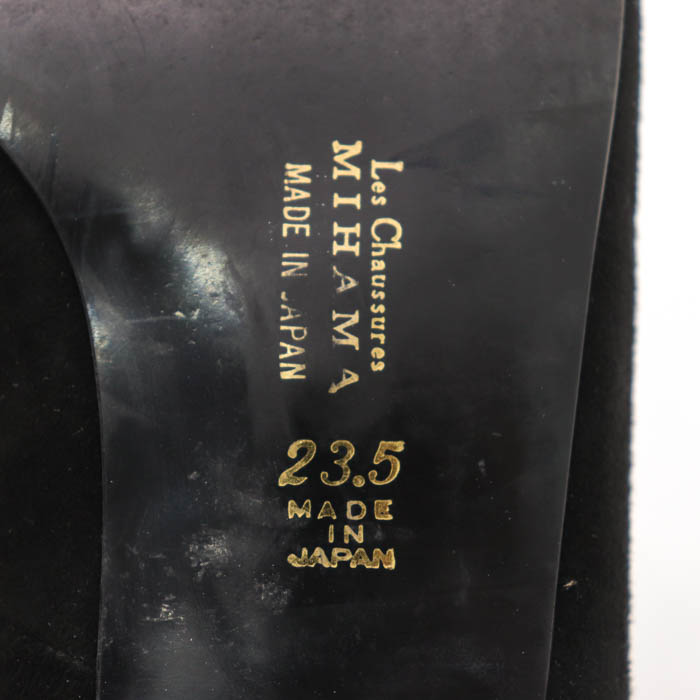 Les Chaussures
MIHAMA
MADE IN JAPAN
23.5
MADE
IN
JAPAN